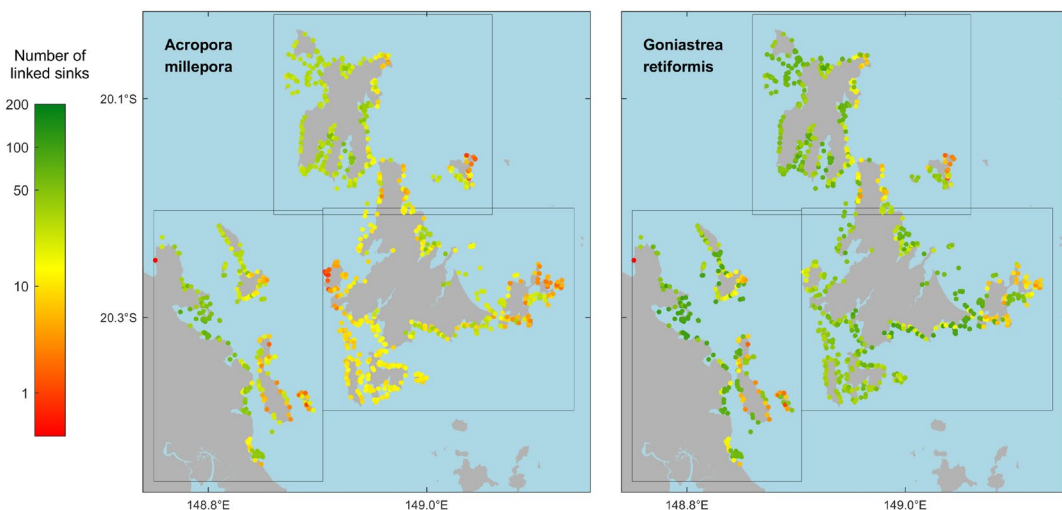 Number of
linked sinks
200
100
50
10
1
Acropora
millepora
20.1°S
20.3°S
148.8°E
149.0°E
Goniastrea
retiformis
148.8°E
149.0°E